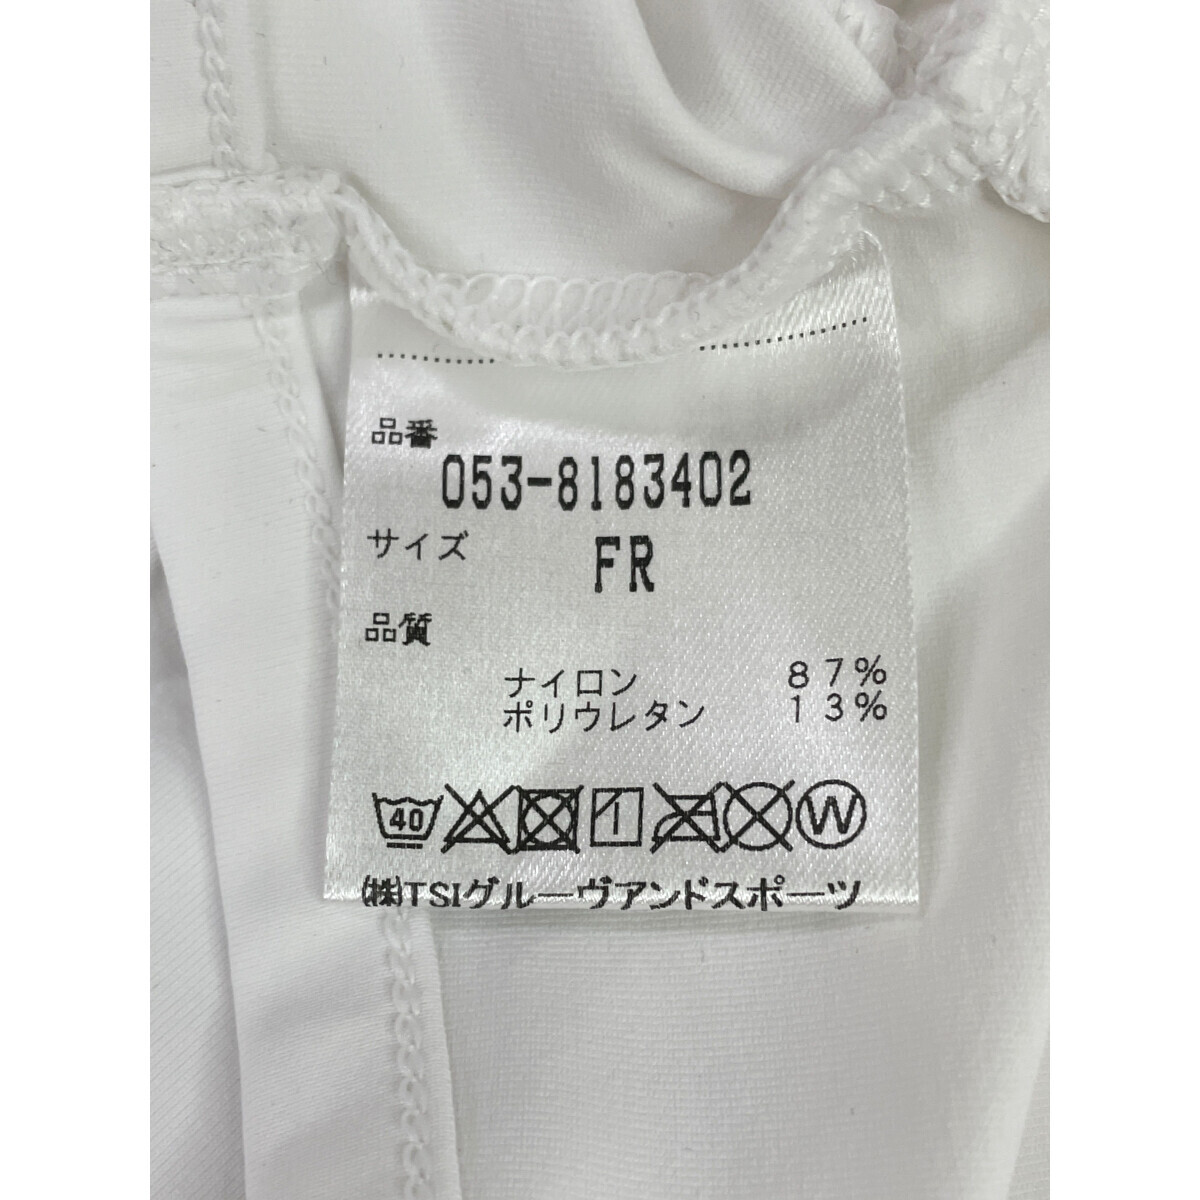 品番
053-8183402
サイズ FR
品質
ナイロン 87%
ポリウレタン 13%
40 W
㈱TSIグルーヴアンドスポーツ